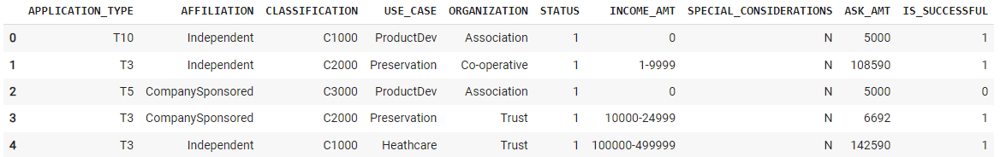 APPLICATION_TYPE AFFILIATION CLASSIFICATION USE_CASE ORGANIZATION STATUS INCOME_AMT SPECIAL_CONSIDERATIONS ASK_AMT IS_SUCCESSFUL
0 T10 Independent C1000 ProductDev Association 1 0 N 5000 1
1 T3 Independent C2000 Preservation Co-operative 1 1-9999 N 108590 1
2 T5 CompanySponsored C3000 ProductDev Association 1 0 N 5000 0
3 T3 CompanySponsored C2000 Preservation Trust 1 10000-24999 N 6692 1
4 T3 Independent C1000 Heathcare Trust 1 100000-499999 N 142590 1